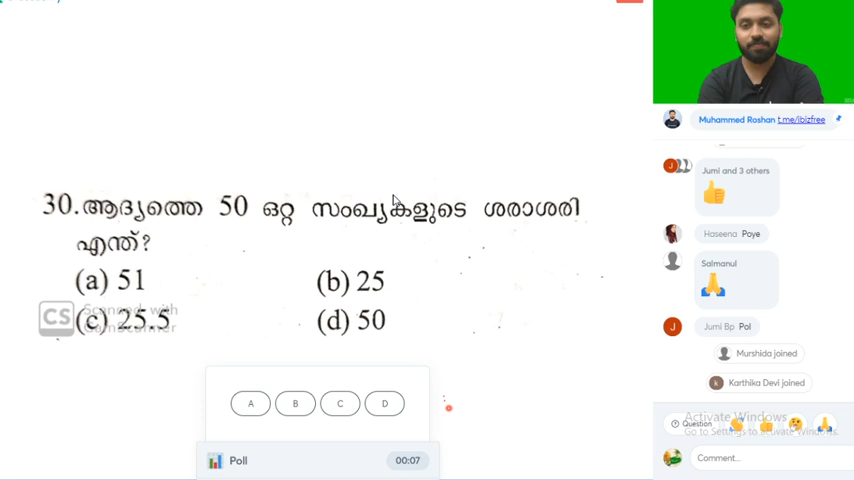 30. ആദ്യത്തെ 50 ഒറ്റ സംഖ്യകളുടെ ശരാശരി
എന്ത്?
(a) 51 (b) 25
(c) 25.5 (d) 50
CS Scanned with
CamScanner
A B C D
Poll 00:07
Muhammed Roshan t.me/ibizfree
Jumi and 3 others
Haseena Poye
Salmanul
J Jumi Bp Poi
Murshida joined
k Karthika Devi joined
Activate Windows
Question
Go to Settings to activate Windows.
Comment...